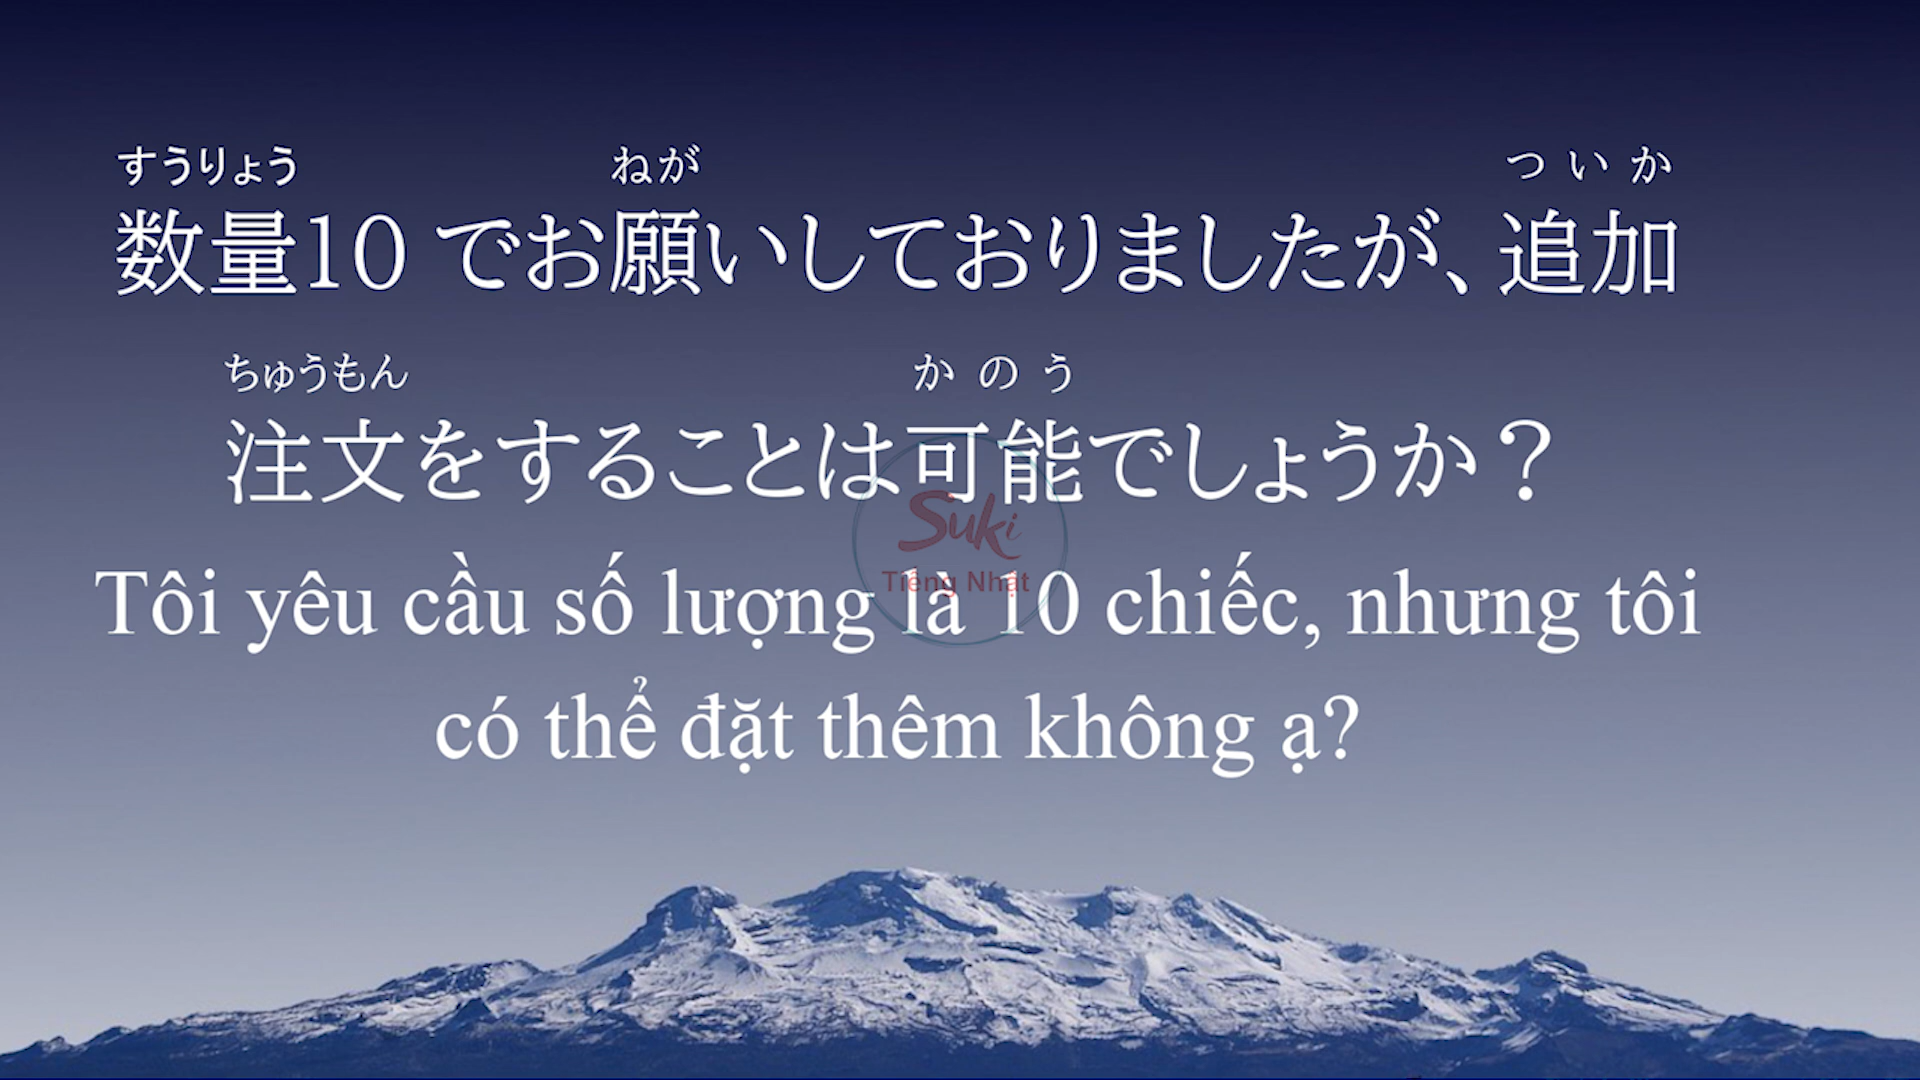 すうりょう ねが ついか
数量10 でお願いしておりましたが、追加
ちゅうもん かのう
注文をすることは可能でしょうか？
Suki
Tiếng Nhật
Tôi yêu cầu số lượng là 10 chiếc, nhưng tôi
có thể đặt thêm không ạ?